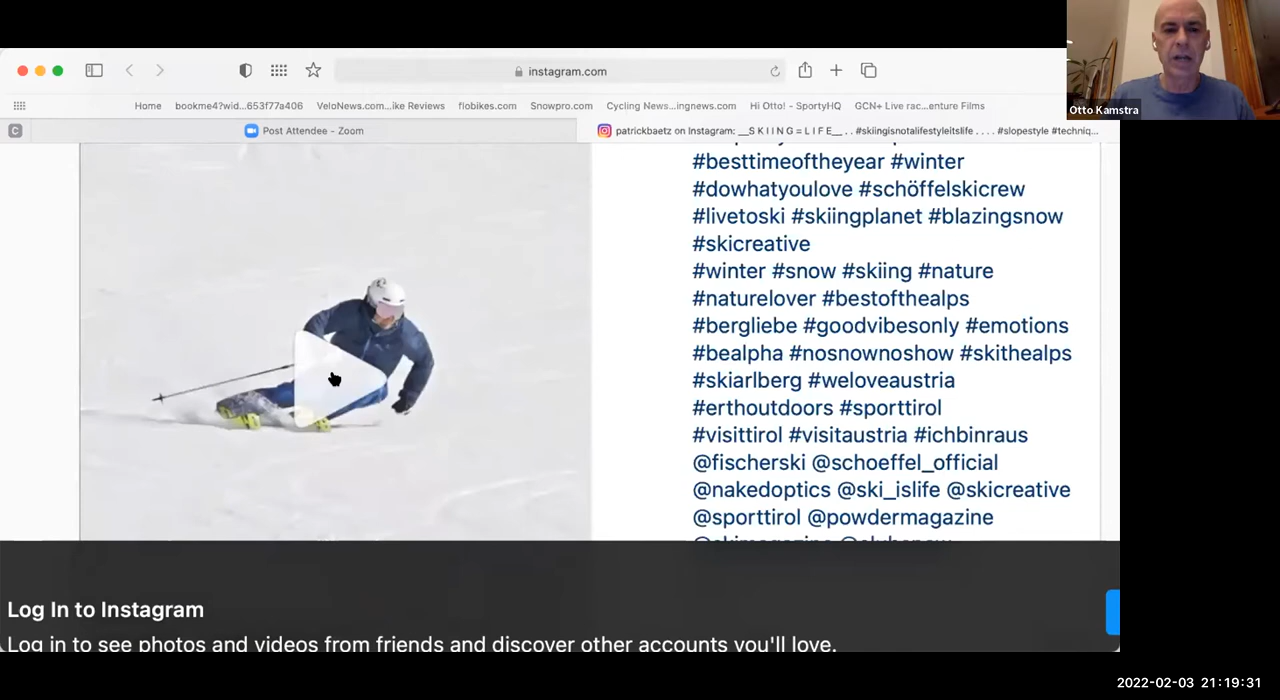 instagram.com
Otto Kamstra
Home bookme4?wid...653f77a406 VeloNews.com...ike Reviews flobikes.com Snowpro.com Cycling News...ingnews.com Hi Otto! - SportyHQ GCN+ Live rac...enture Films
C Post Attendee - Zoom patrickbaetz on Instagram: __S K I I N G = L I F E__ . . #skiingisnotalifestyleitslife . . . . #slopestyle #techniq...
#besttimeoftheyear #winter
#dowhatyoulove #schöffelskicrew
#livetoski #skiingplanet #blazingsnow
#skicreative
#winter #snow #skiing #nature
#naturelover #bestofthealps
#bergliebe #goodvibesonly #emotions
#bealpha #nosnownoshow #skithealps
#skiarlberg #weloveaustria
#erthoutdoors #sporttirol
#visittirol #visitaustria #ichbinraus
@fischerski @schoeffel_official
@nakedoptics @ski_islife @skicreative
@sporttirol @powdermagazine
Log In to Instagram
Log in to see photos and videos from friends and discover other accounts you'll love.
2022-02-03 21:19:31